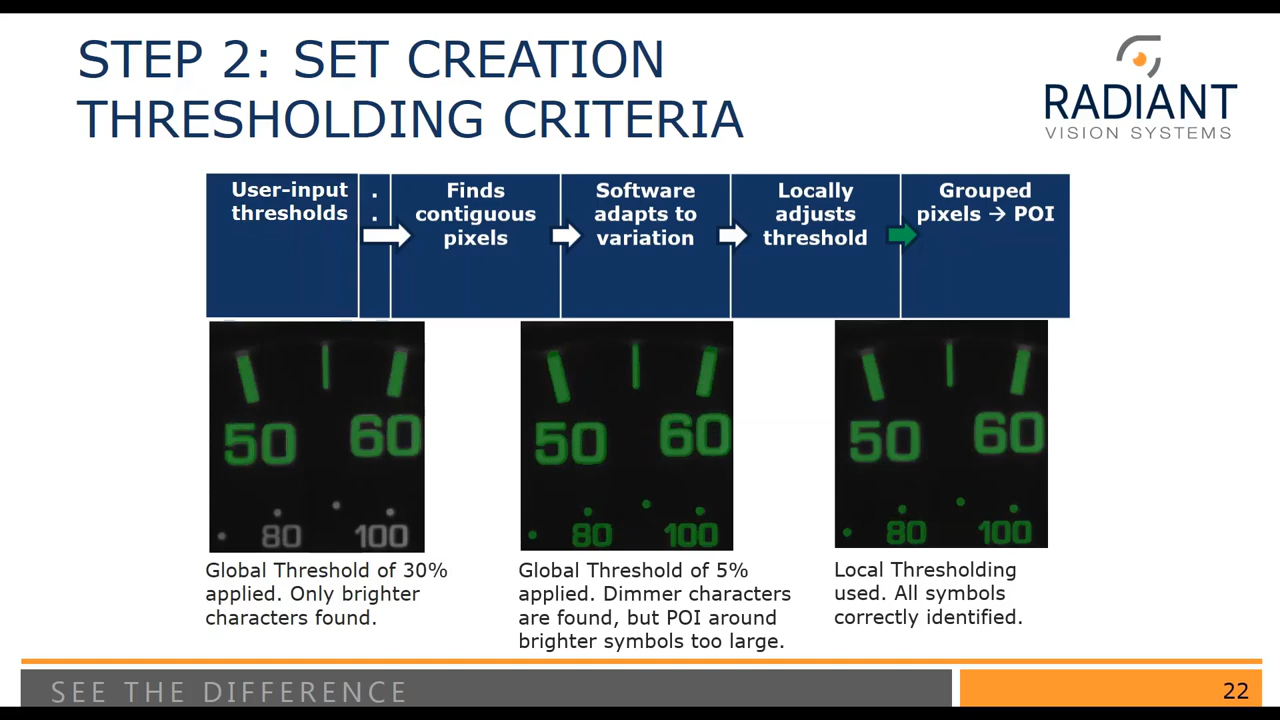 STEP 2: SET CREATION
THRESHOLDING CRITERIA
RADIANT
VISION SYSTEMS
User-input
thresholds
.
.
Finds
contiguous
pixels
Software
adapts to
variation
Locally
adjusts
threshold
Grouped
pixels → POI
50 60
80 100
50 60
80 100
50 60
80 100
Global Threshold of 30%
applied. Only brighter
characters found.
Global Threshold of 5%
applied. Dimmer characters
are found, but POI around
brighter symbols too large.
Local Thresholding
used. All symbols
correctly identified.
SEE THE DIFFERENCE
22